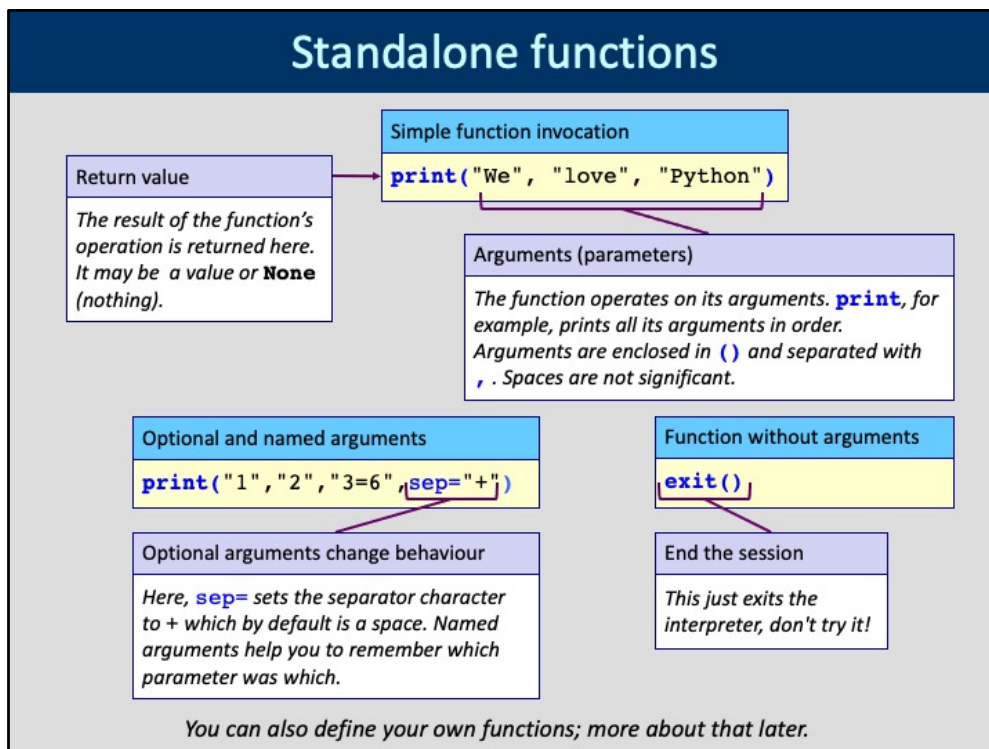 Standalone functions
Simple function invocation
print("We", "love", "Python")
Return value
The result of the function's
operation is returned here.
It may be a value or None
(nothing).
Arguments (parameters)
The function operates on its arguments. print, for
example, prints all its arguments in order.
Arguments are enclosed in () and separated with
, . Spaces are not significant.
Optional and named arguments
print("1","2","3=6",sep="+")
Optional arguments change behaviour
Here, sep= sets the separator character
to + which by default is a space. Named
arguments help you to remember which
parameter was which.
Function without arguments
exit()
End the session
This just exits the
interpreter, don't try it!
You can also define your own functions; more about that later.